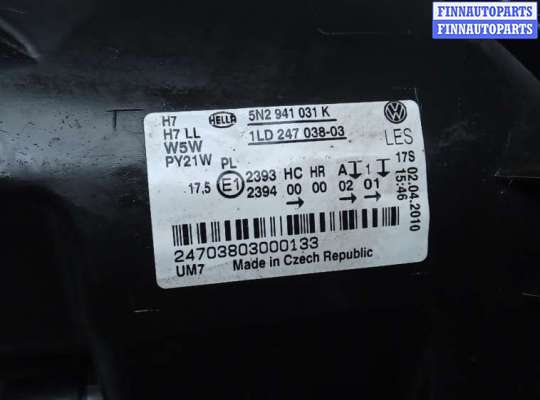 FINNAUTOPARTS
FINNAUTOPARTS
H7
H7 LL
W5W
PY21W
HELLA
5N2 941 031 K
1LD 247 038-03
LES
PL
17.5
E1
2393 HC HR A 1
2394 00 00 02 01
17S
02.04.2010
15:46
24703803000133
UM7 Made in Czech Republic